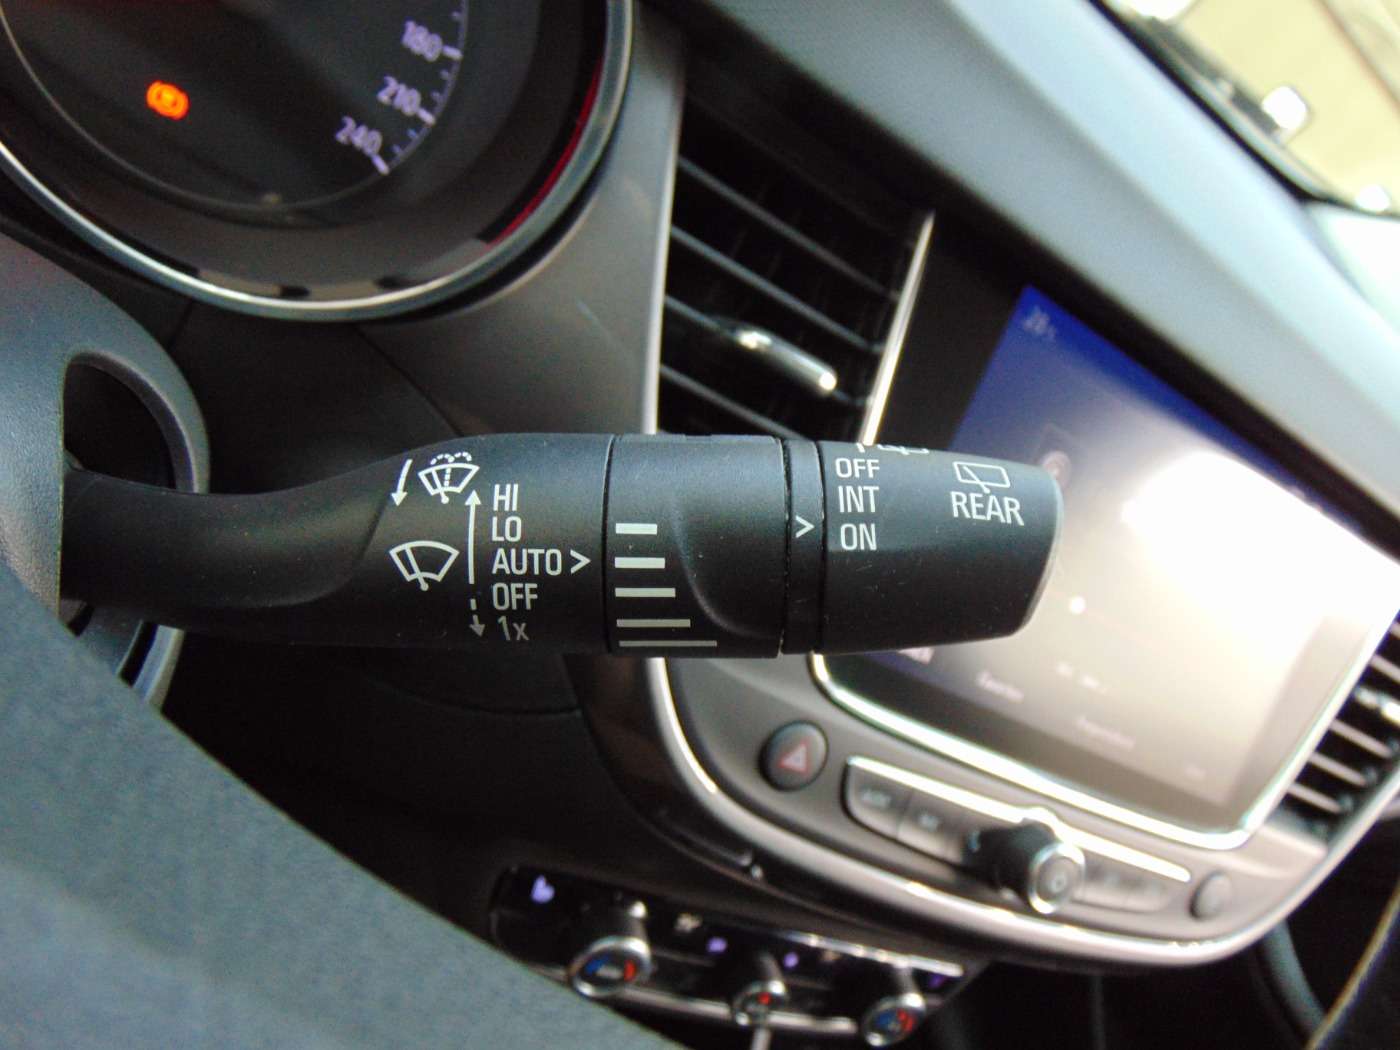 180
210
240
HI
LO
AUTO >
OFF
1x
>
OFF
INT
ON
REAR